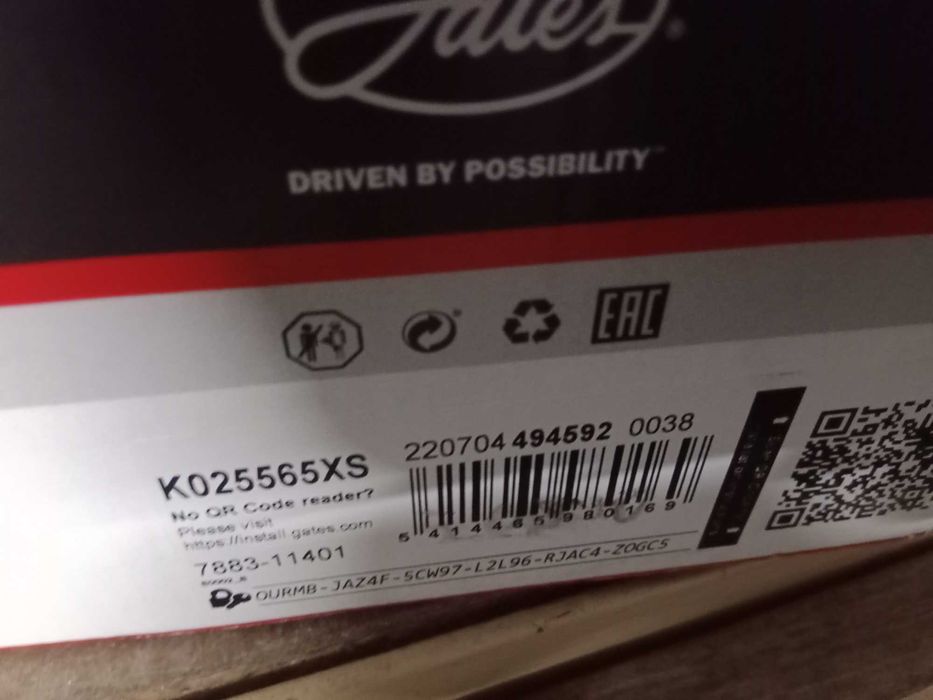 Gates®
DRIVEN BY POSSIBILITY™
EAC
220704 494592 0038
K025565XS
No QR Code reader?
Please visit
https://install.gates.com
5 414465 980169
7883-11401
OURMB-JAZ4F-5CW97-L2L96-RJAC4-ZOGC5